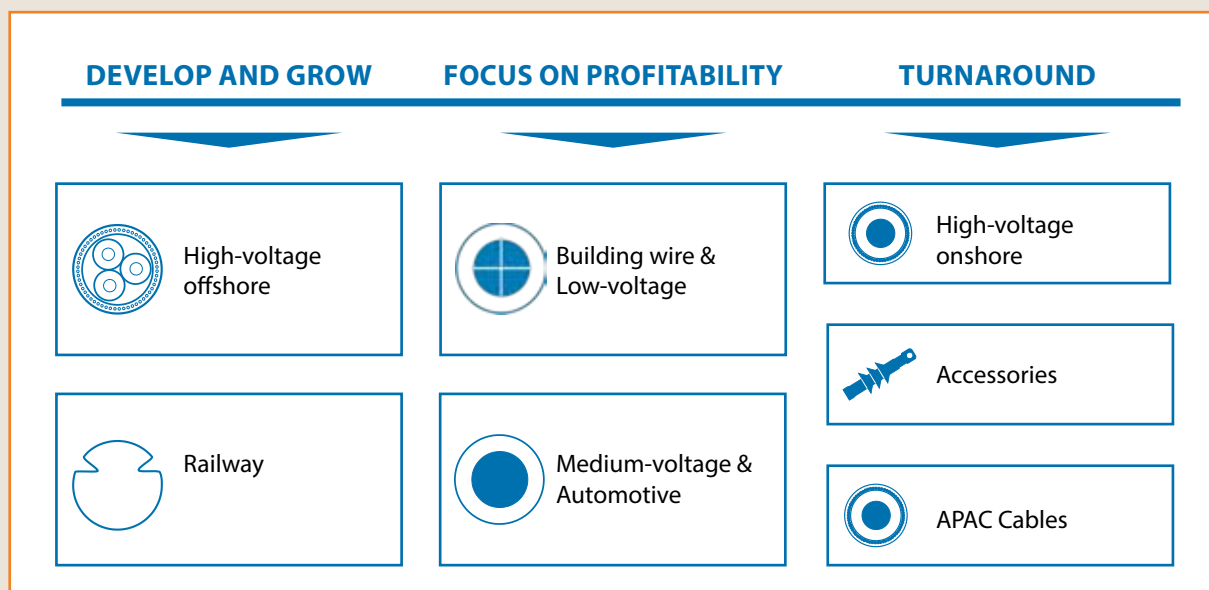 DEVELOP AND GROW
FOCUS ON PROFITABILITY
TURNAROUND
High-voltage
offshore
Railway
Building wire &
Low-voltage
Medium-voltage &
Automotive
High-voltage
onshore
Accessories
APAC Cables